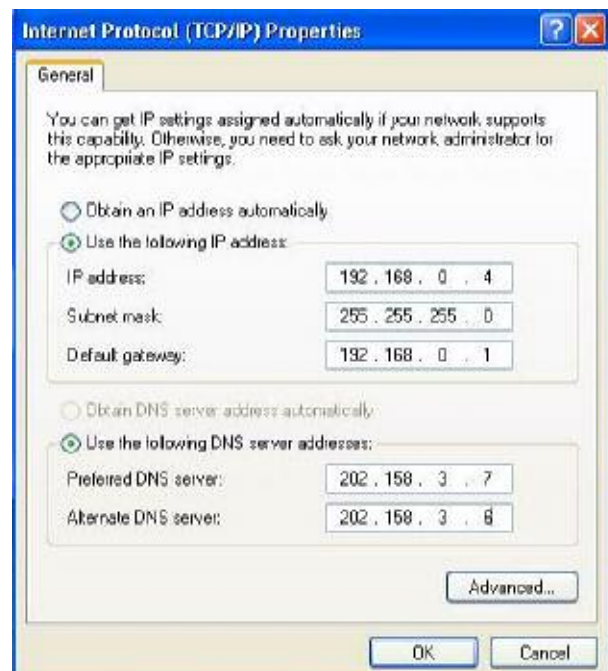 Internet Protocol (TCP/IP) Properties
General
You can get IP settings assigned automatically if your network supports
this capability. Otherwise, you need to ask your network administrator for
the appropriate IP settings.
Obtain an IP address automatically
Use the following IP address:
IP address: 192 . 168 . 0 . 4
Subnet mask: 255 . 255 . 255 . 0
Default gateway: 192 . 168 . 0 . 1
Obtain DNS server address automatically
Use the following DNS server addresses:
Preferred DNS server: 202 . 158 . 3 . 7
Alternate DNS server: 202 . 158 . 3 . 6
Advanced...
OK Cancel